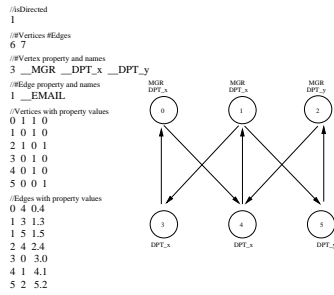 //isDirected
1
//#Vertices #Edges
6 7
//#Vertex property and names
3 __MGR __DPT_x __DPT_y
//#Edge property and names
1 __EMAIL
//Vertices with property values
0 1 1 0
1 0 1 0
2 1 0 1
3 0 1 0
4 0 1 0
5 0 0 1
//Edges with property values
0 4 0.4
1 3 1.3
1 5 1.5
2 4 2.4
3 0 3.0
4 1 4.1
5 2 5.2
MGR
DPT_x
MGR
DPT_x
MGR
DPT_y
0
1
2
3
4
5
DPT_x
DPT_x
DPT_y